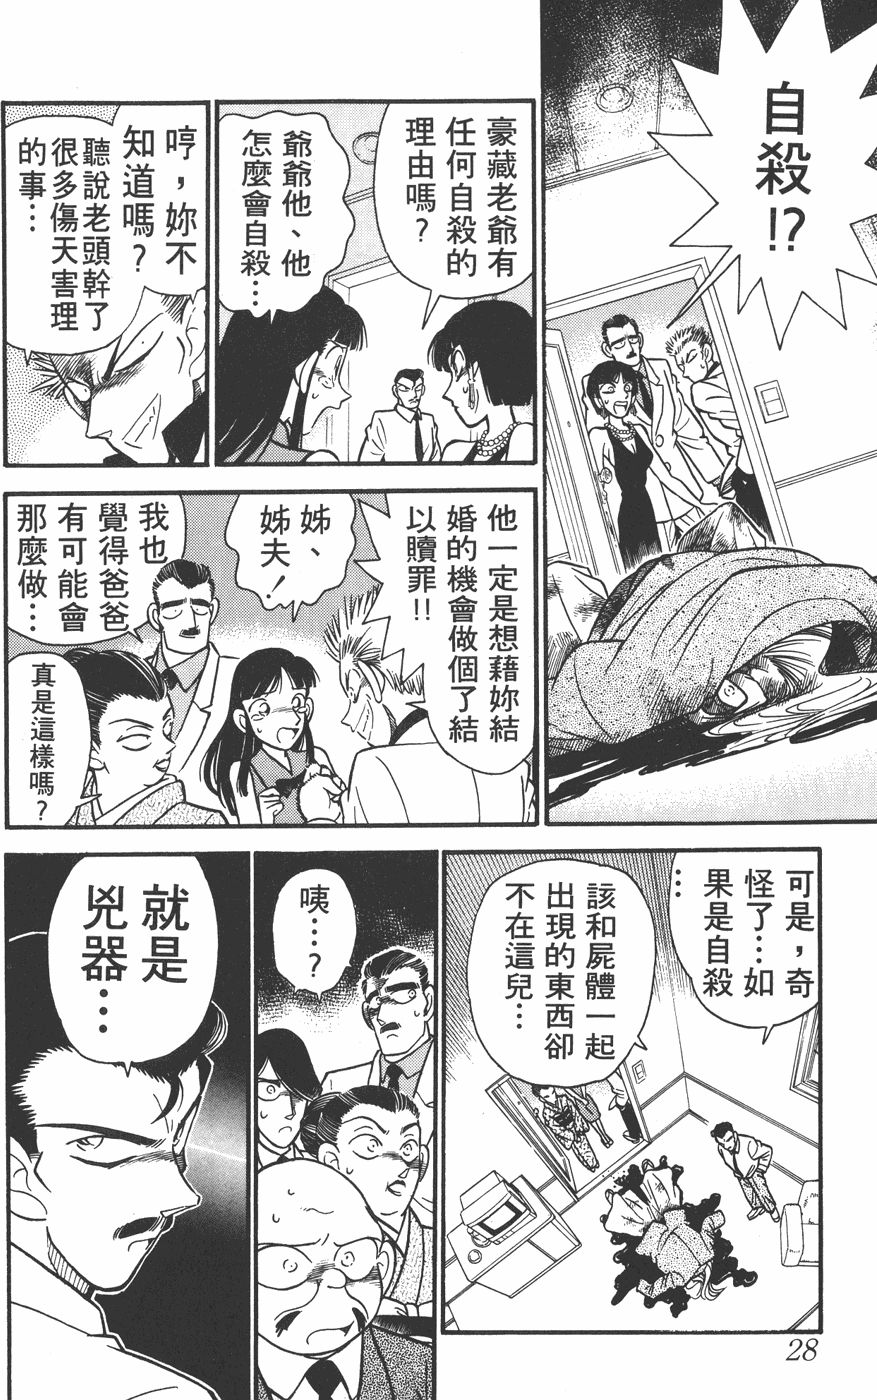 自殺!?
豪藏老爺有
任何自殺的
理由嗎?
爺爺他、他
怎麼會自殺…
哼,妳不
知道嗎?
聽說老頭幹了
很多傷天害理
的事…
他一定是想藉妳結
婚的機會做個了結
以贖罪!!
姊、
姊夫!
我也
覺得爸爸
有可能會
那麼做…
真是這樣嗎?
可是,奇
怪了…如
果是自殺
…
該和屍體一起
出現的東西卻
不在這兒…
咦…?
就是
兇器…
28